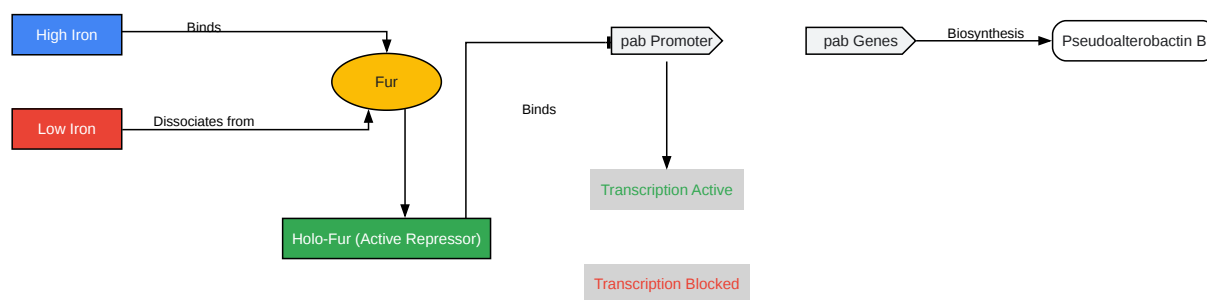 High Iron
Binds
Fur
Low Iron
Dissociates from
Holo-Fur (Active Repressor)
Binds
pab Promoter
Transcription Active
Transcription Blocked
pab Genes
Biosynthesis
Pseudoalterobactin B